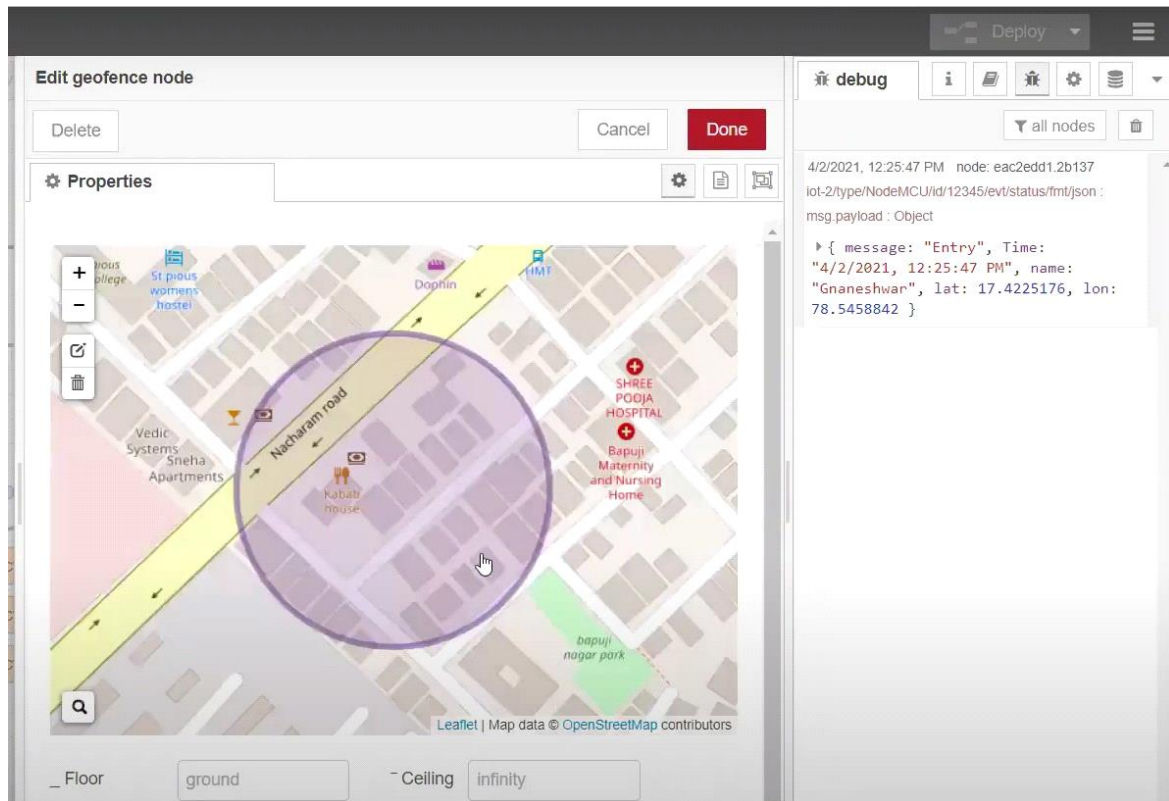 Deploy
Edit geofence node
Delete
Cancel
Done
Properties
St pious
womens
hostel
Dophin
HMT
Nacharam road
Vedic
Systems
Sneha
Apartments
Kabab
house
SHREE
POOJA
HOSPITAL
Bapuji
Maternity
and Nursing
Home
bapuji
nagar park
+
−
Leaflet | Map data © OpenStreetMap contributors
_ Floor
ground
¯ Ceiling
infinity
debug
i
all nodes
4/2/2021, 12:25:47 PM node: eac2edd1.2b137
iot-2/type/NodeMCU/id/12345/evt/status/fmt/json :
msg.payload : Object
{ message: "Entry", Time:
"4/2/2021, 12:25:47 PM", name:
"Gnaneshwar", lat: 17.4225176, lon:
78.5458842 }